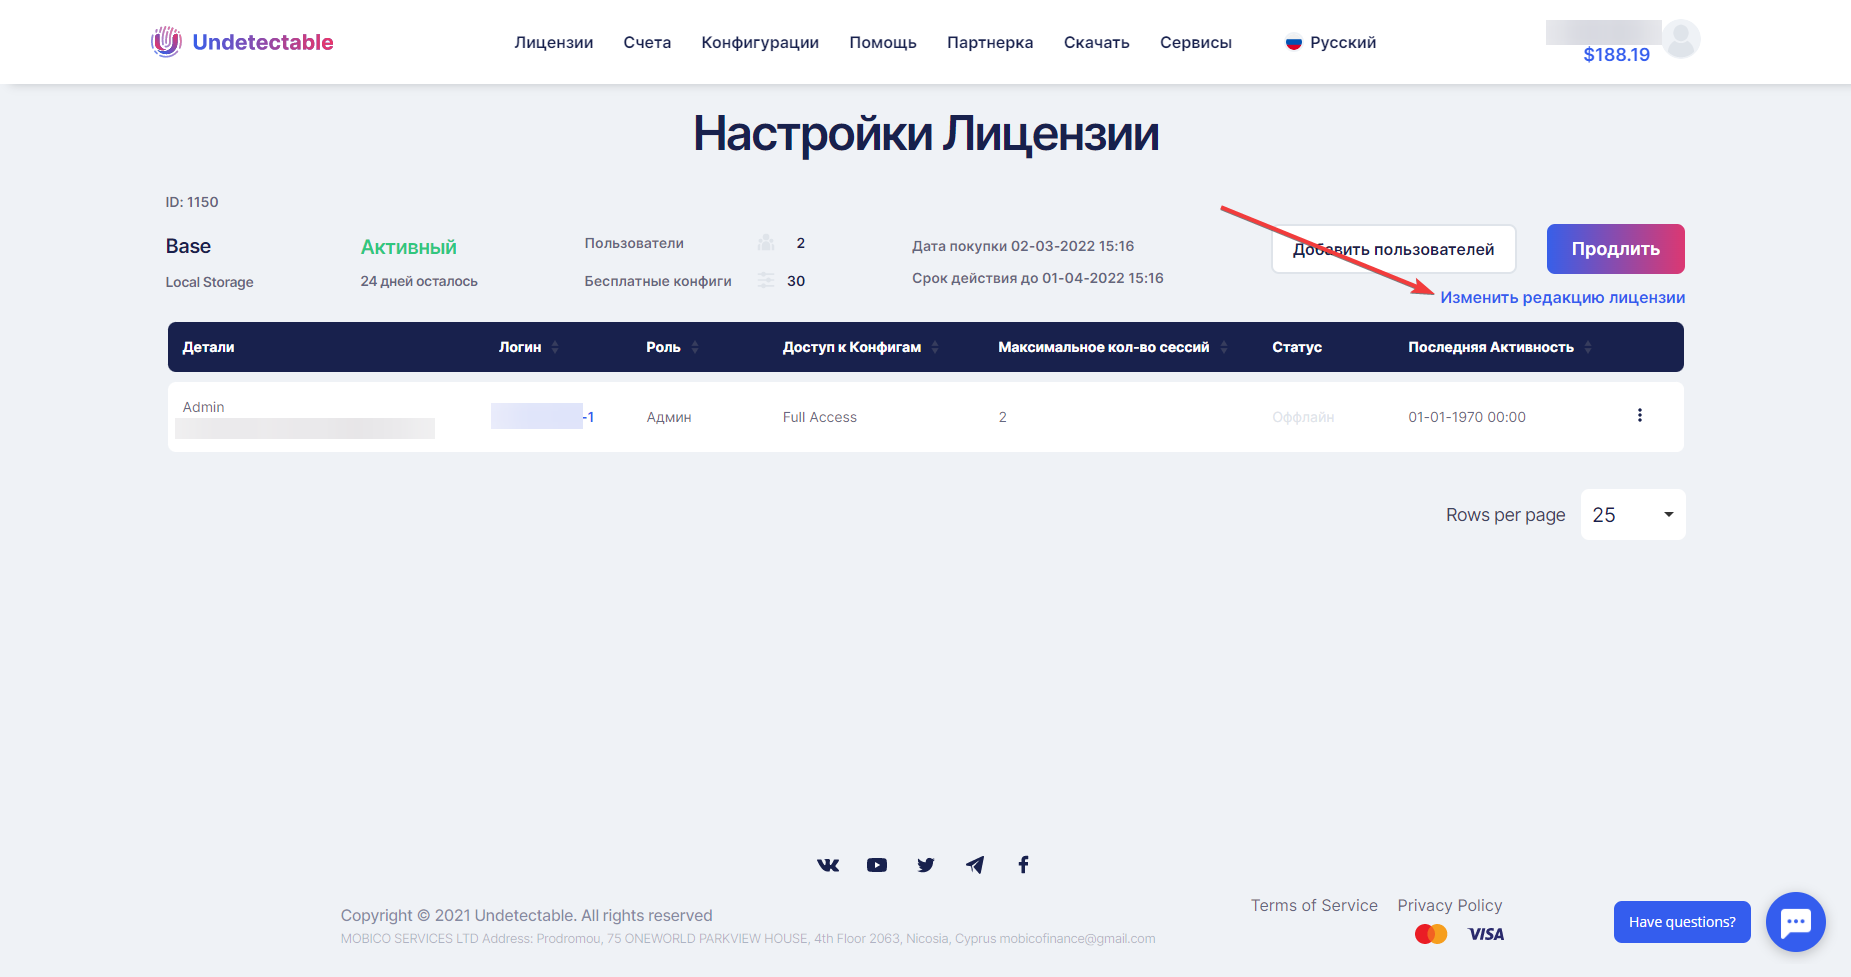 Undetectable
Лицензии Счета Конфигурации Помощь Партнерка Скачать Сервисы Русский
$188.19
Настройки Лицензии
ID: 1150
Base
Local Storage
Активный
24 дней осталось
Пользователи 2
Бесплатные конфиги 30
Дата покупки 02-03-2022 15:16
Срок действия до 01-04-2022 15:16
Добавить пользователей
Продлить
Изменить редакцию лицензии
Детали Логин Роль Доступ к Конфигам Максимальное кол-во сессий Статус Последняя Активность
Admin
-1 Админ Full Access 2 Оффлайн 01-01-1970 00:00
Rows per page 25
Copyright © 2021 Undetectable. All rights reserved
MOBICO SERVICES LTD Address: Prodromou, 75 ONEWORLD PARKVIEW HOUSE, 4th Floor 2063, Nicosia, Cyprus mobicofinance@gmail.com
Terms of Service Privacy Policy
VISA
Have questions?